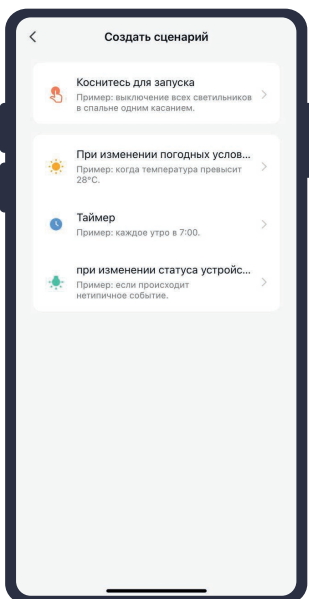 Создать сценарий
Коснитесь для запуска
Пример: выключение всех светильников
в спальне одним касанием.
При изменении погодных услов...
Пример: когда температура превысит
28°C.
Таймер
Пример: каждое утро в 7:00.
при изменении статуса устройс...
Пример: если происходит
нетипичное событие.